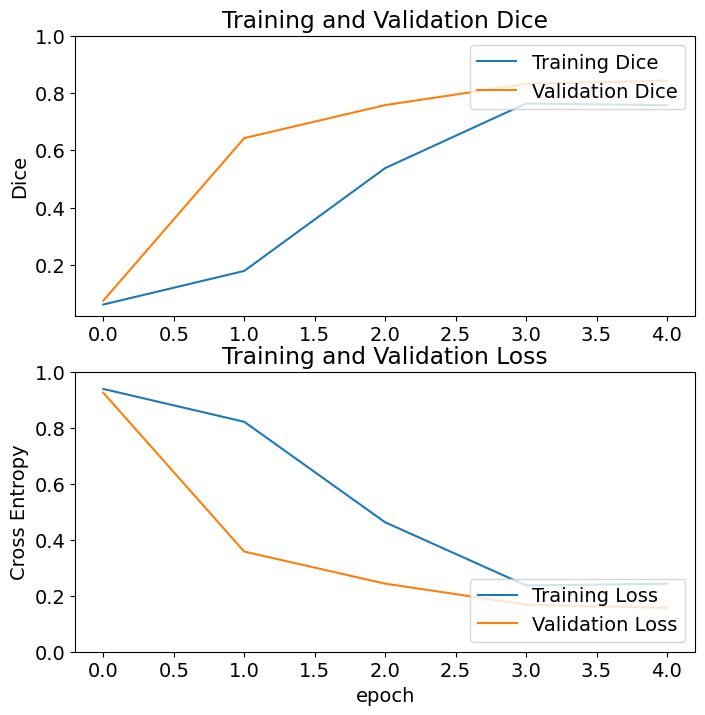 Training and Validation Dice
1.0
0.8
0.6
0.4
0.2
Dice
Training Dice
Validation Dice
0.0 0.5 1.0 1.5 2.0 2.5 3.0 3.5 4.0
Training and Validation Loss
1.0
0.8
0.6
0.4
0.2
0.0
Cross Entropy
Training Loss
Validation Loss
0.0 0.5 1.0 1.5 2.0 2.5 3.0 3.5 4.0
epoch